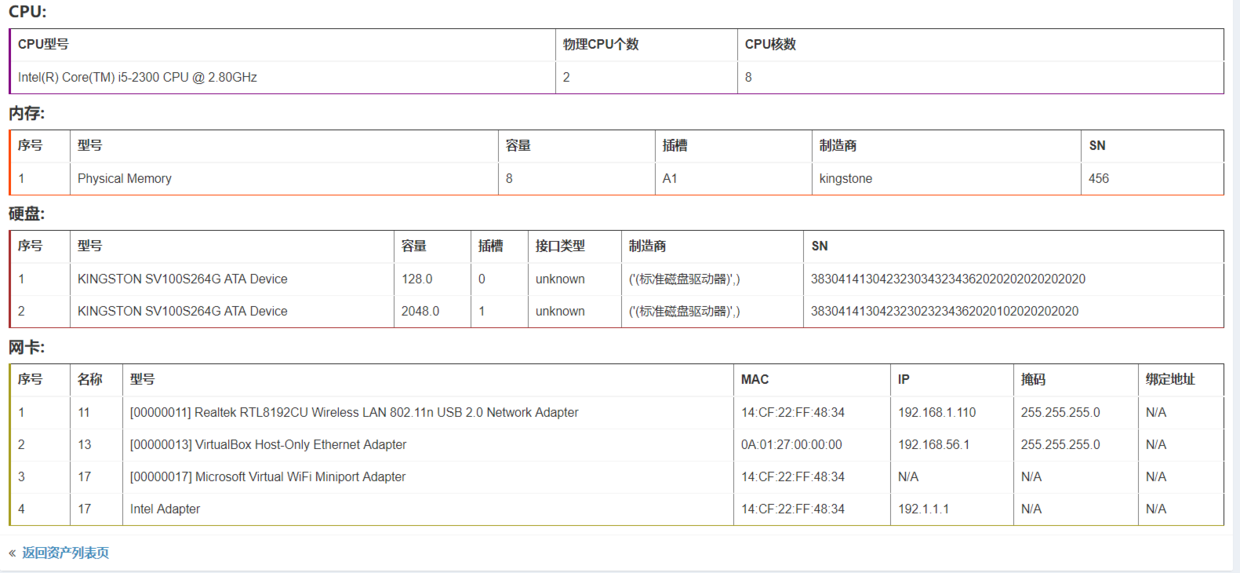 CPU:
CPU型号 物理CPU个数 CPU核数
Intel(R) Core(TM) i5-2300 CPU @ 2.80GHz 2 8
内存:
序号 型号 容量 插槽 制造商 SN
1 Physical Memory 8 A1 kingstone 456
硬盘:
序号 型号 容量 插槽 接口类型 制造商 SN
1 KINGSTON SV100S264G ATA Device 128.0 0 unknown ('(标准磁盘驱动器)',) 3830414130423230343234362020202020202020
2 KINGSTON SV100S264G ATA Device 2048.0 1 unknown ('(标准磁盘驱动器)',) 383041413042323023234362020102020202020
网卡:
序号 名称 型号 MAC IP 掩码 绑定地址
1 11 [00000011] Realtek RTL8192CU Wireless LAN 802.11n USB 2.0 Network Adapter 14:CF:22:FF:48:34 192.168.1.110 255.255.255.0 N/A
2 13 [00000013] VirtualBox Host-Only Ethernet Adapter 0A:01:27:00:00:00 192.168.56.1 255.255.255.0 N/A
3 17 [00000017] Microsoft Virtual WiFi Miniport Adapter 14:CF:22:FF:48:34 N/A N/A N/A
4 17 Intel Adapter 14:CF:22:FF:48:34 192.1.1.1 N/A N/A
« 返回资产列表页